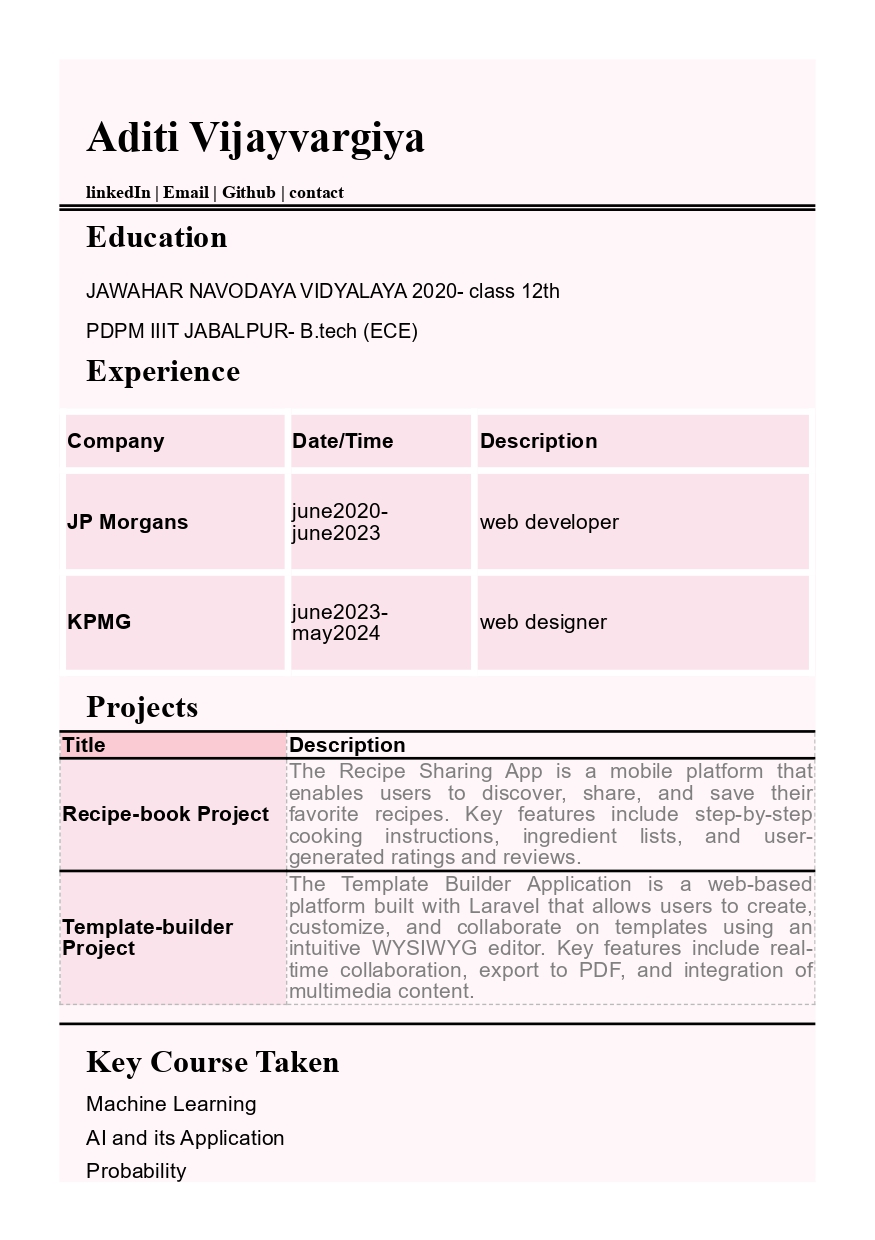 Aditi Vijayvargiya
linkedIn | Email | Github | contact
Education
JAWAHAR NAVODAYA VIDYALAYA 2020- class 12th
PDPM IIIT JABALPUR- B.tech (ECE)
Experience
Company Date/Time Description
JP Morgans june2020-
june2023 web developer
KPMG june2023-
may2024 web designer
Projects
Title Description
Recipe-book Project
The Recipe Sharing App is a mobile platform that
enables users to discover, share, and save their
favorite recipes. Key features include step-by-step
cooking instructions, ingredient lists, and user-
generated ratings and reviews.
Template-builder
Project
The Template Builder Application is a web-based
platform built with Laravel that allows users to create,
customize, and collaborate on templates using an
intuitive WYSIWYG editor. Key features include real-
time collaboration, export to PDF, and integration of
multimedia content.
Key Course Taken
Machine Learning
AI and its Application
Probability